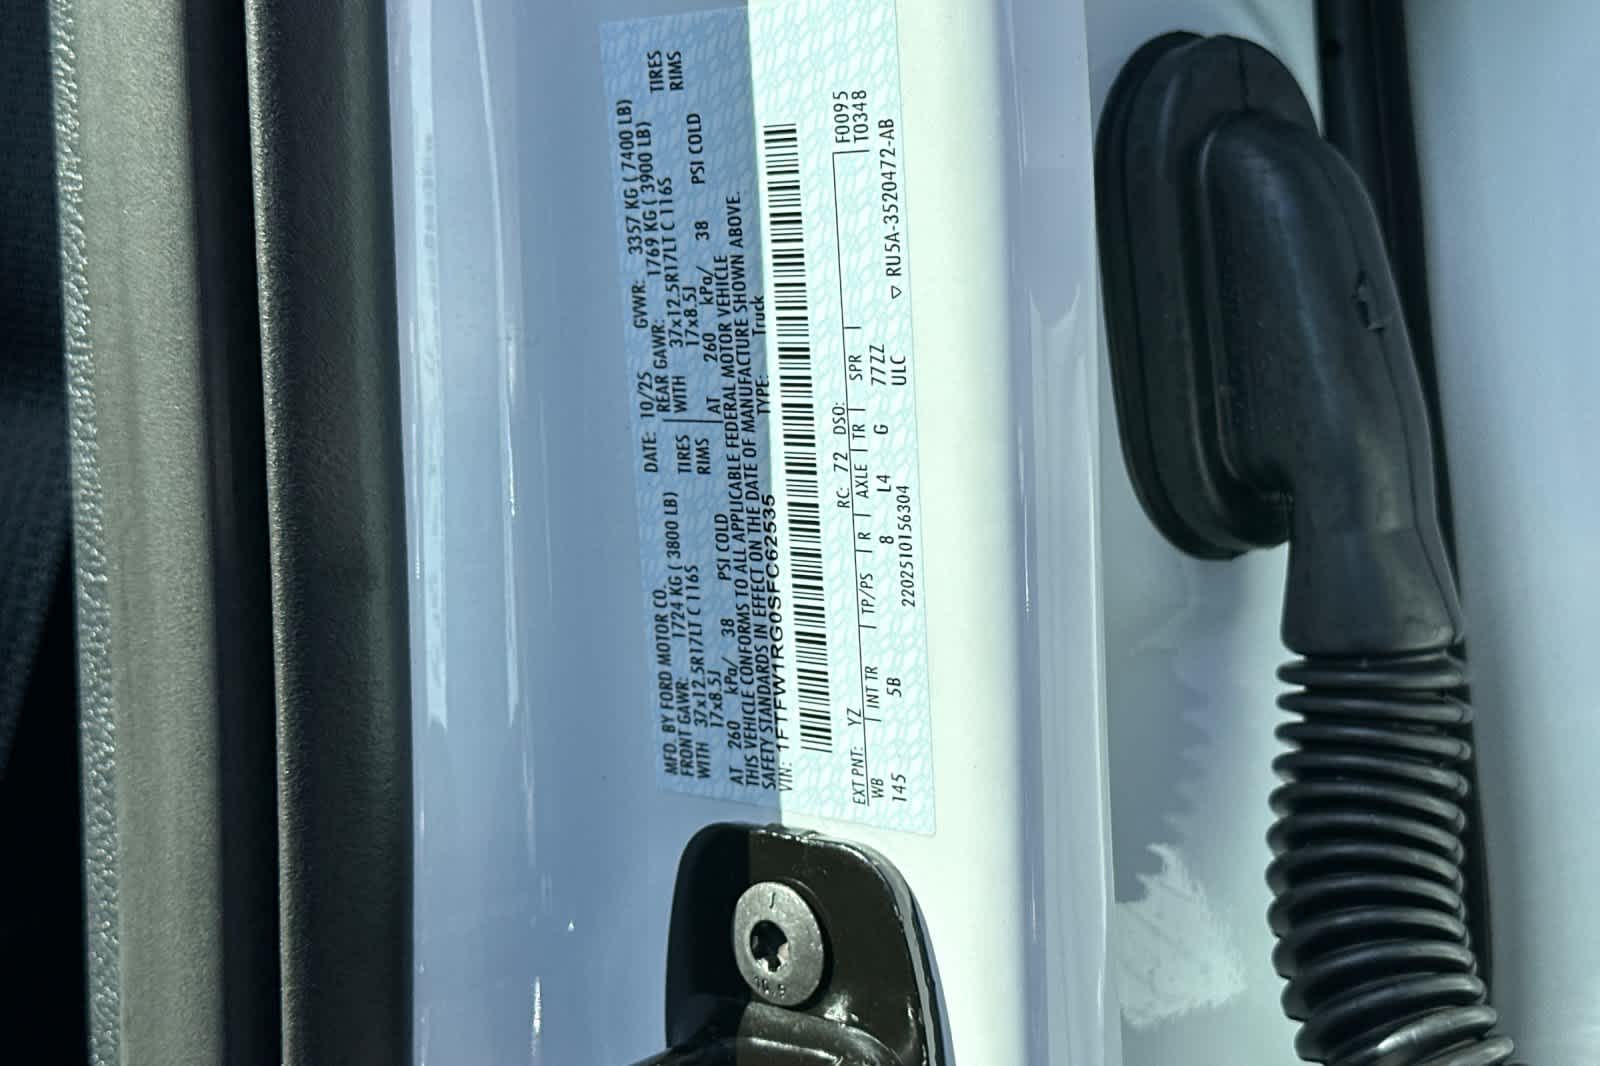 MFD. BY FORD MOTOR CO. DATE: 10/25 GVWR: 3357 KG ( 7400 LB)
FRONT GAWR: 1724 KG ( 3800 LB) REAR GAWR: 1769 KG ( 3900 LB)
WITH 37x12.5R17LT C 116S TIRES WITH 37x12.5R17LT C 116S TIRES
17x8.5J RIMS 17x8.5J RIMS
AT 260 kPa/ 38 PSI COLD AT 260 kPa/ 38 PSI COLD
THIS VEHICLE CONFORMS TO ALL APPLICABLE FEDERAL MOTOR VEHICLE
SAFETY STANDARDS IN EFFECT ON THE DATE OF MANUFACTURE SHOWN ABOVE.
VIN: 1FTFW1RG0SFC62535 TYPE: Truck
EXT PNT: YZ RC: 72 DSO: F0095
WB INT TR TP/PS R AXLE TR SPR T0348
145 5B 8 L4 G 77ZZ
2202510156304 ULC ▽ RU5A-3520472-AB